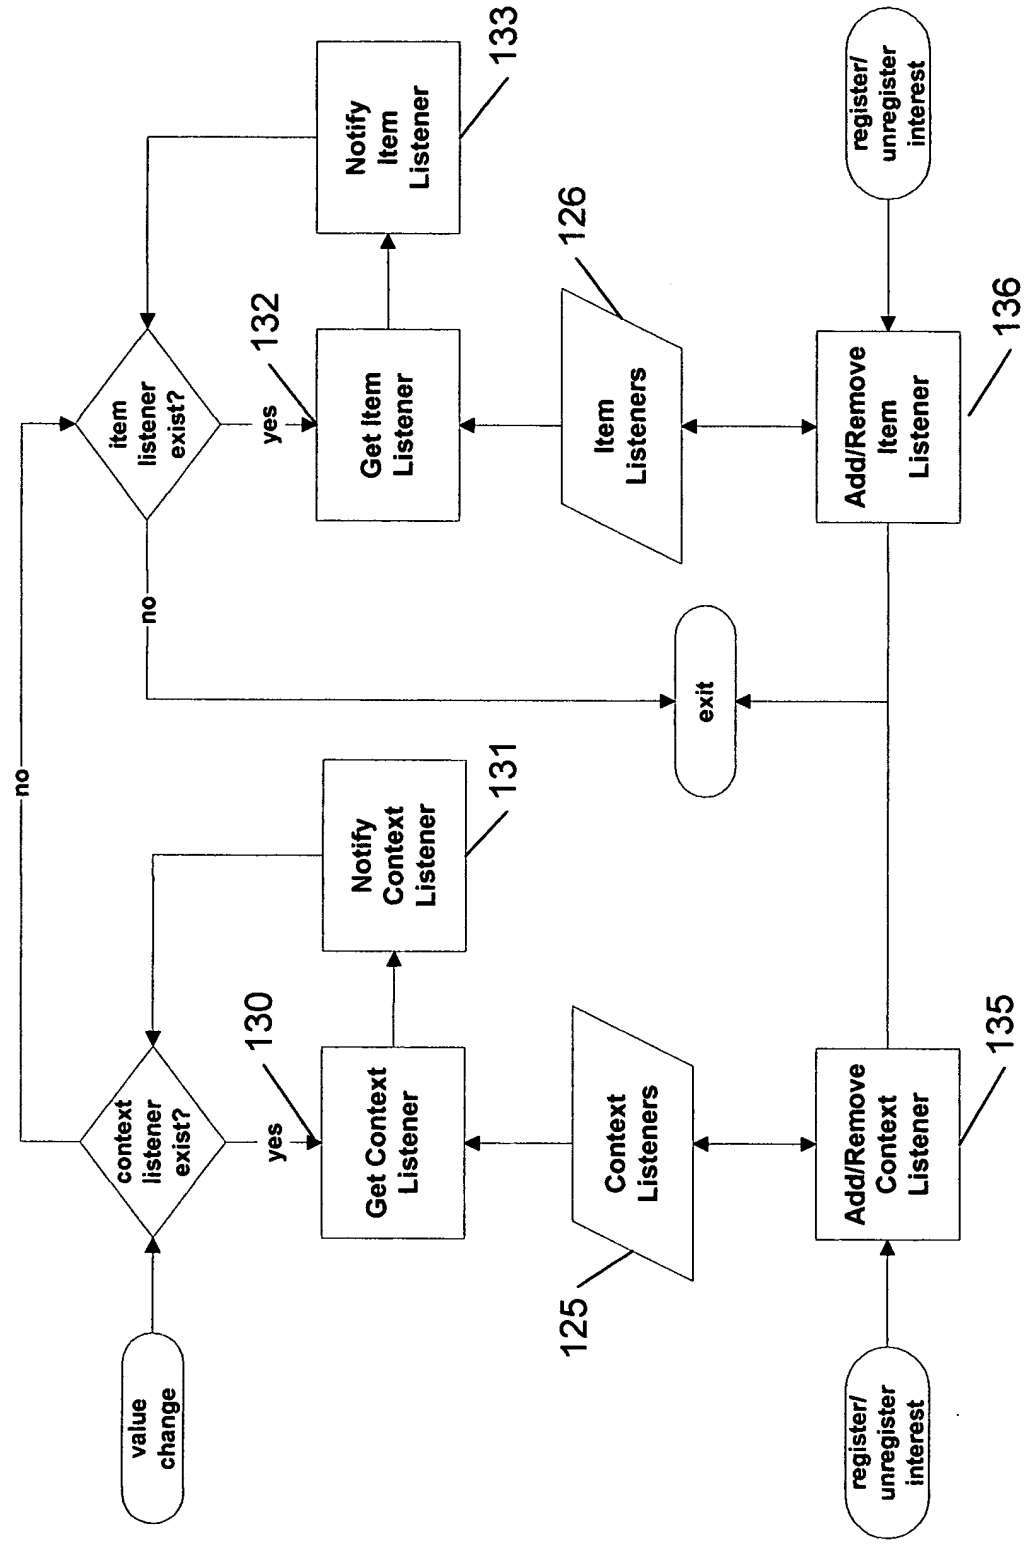 no
value
change
context
listener
exist?
yes
130
Get Context
Listener
Notify
Context
Listener
131
item
listener
exist?
no
yes
132
Get Item
Listener
Notify
Item
Listener
133
125
Context
Listeners
exit
Item
Listeners
126
register/
unregister
interest
Add/Remove
Context
Listener
135
Add/Remove
Item
Listener
136
register/
unregister
interest